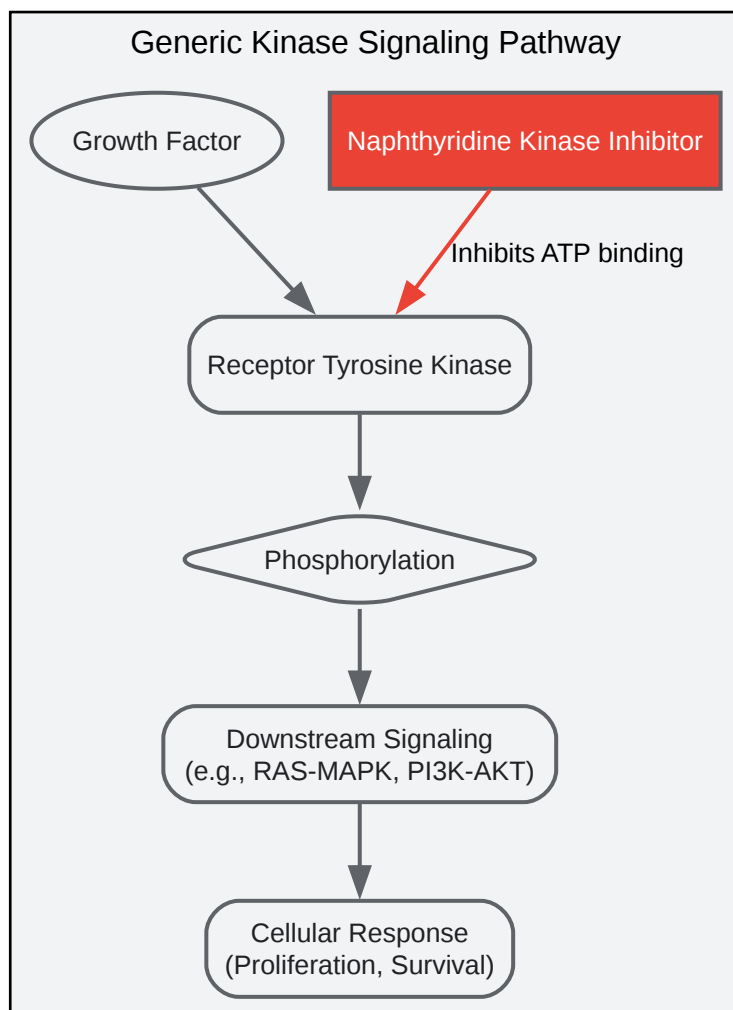 Generic Kinase Signaling Pathway
Growth Factor
Naphthyridine Kinase Inhibitor
Inhibits ATP binding
Receptor Tyrosine Kinase
Phosphorylation
Downstream Signaling
(e.g., RAS-MAPK, PI3K-AKT)
Cellular Response
(Proliferation, Survival)